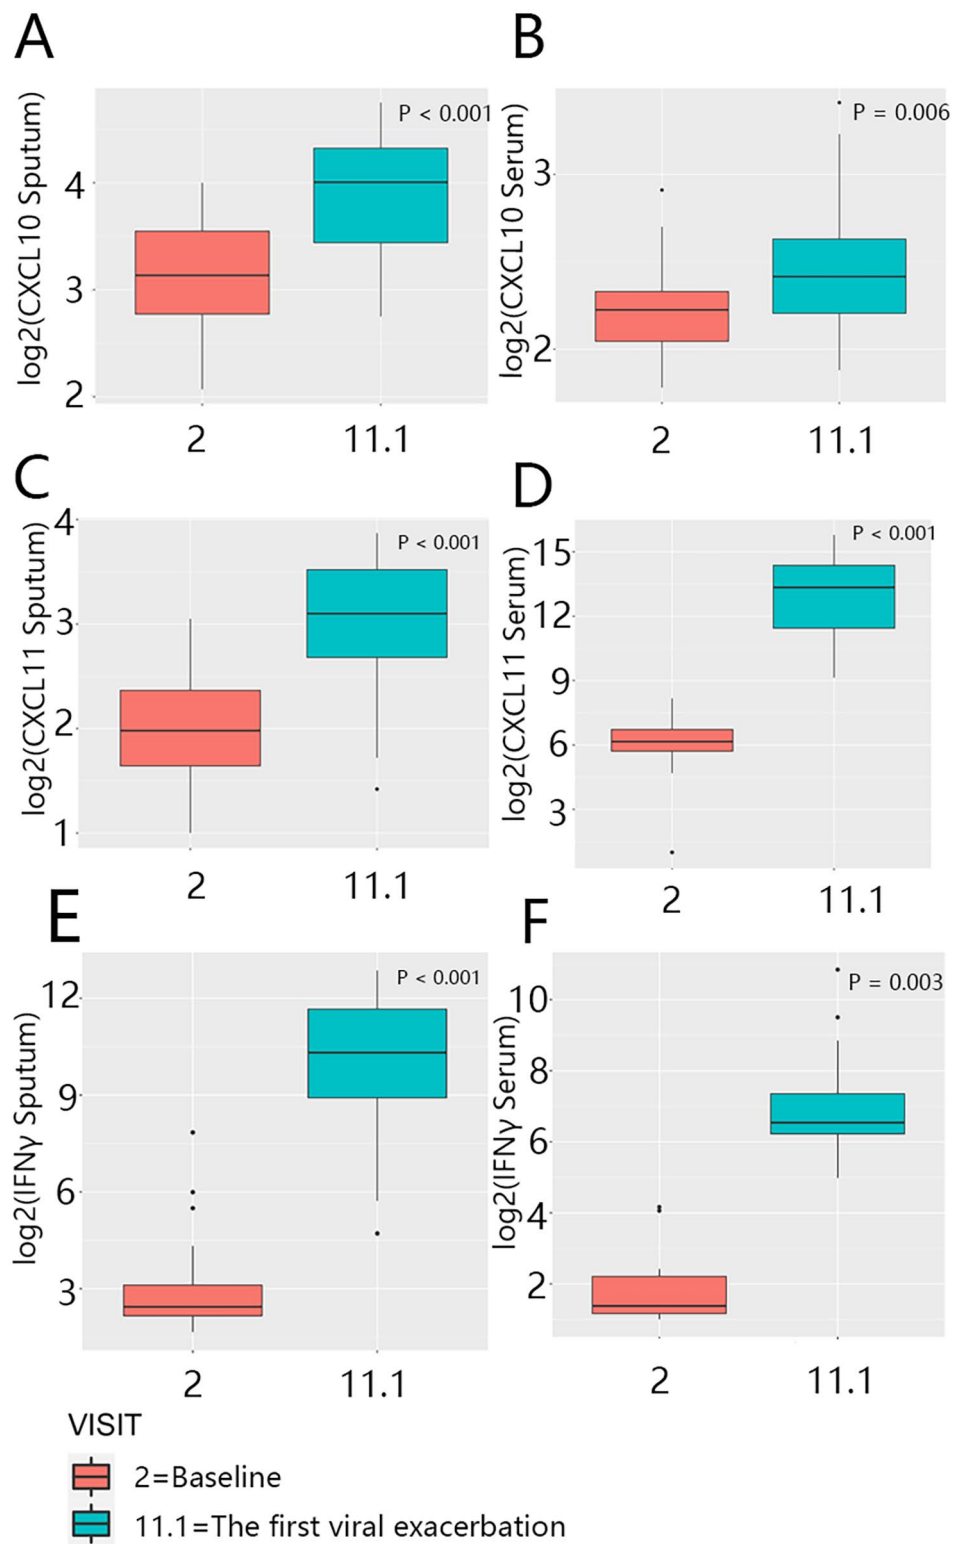 A
log2(CXCL10 Sputum)
4
3
2
P < 0.001
2 11.1
B
log2(CXCL10 Serum)
3
2
P = 0.006
2 11.1
C
log2(CXCL11 Sputum)
4
3
2
1
P < 0.001
2 11.1
D
log2(CXCL11 Serum)
15
12
9
6
3
P < 0.001
2 11.1
E
log2(IFNγ Sputum)
12
9
6
3
P < 0.001
2 11.1
F
log2(IFNγ Serum)
10
8
6
4
2
P = 0.003
2 11.1
VISIT
2=Baseline
11.1=The first viral exacerbation